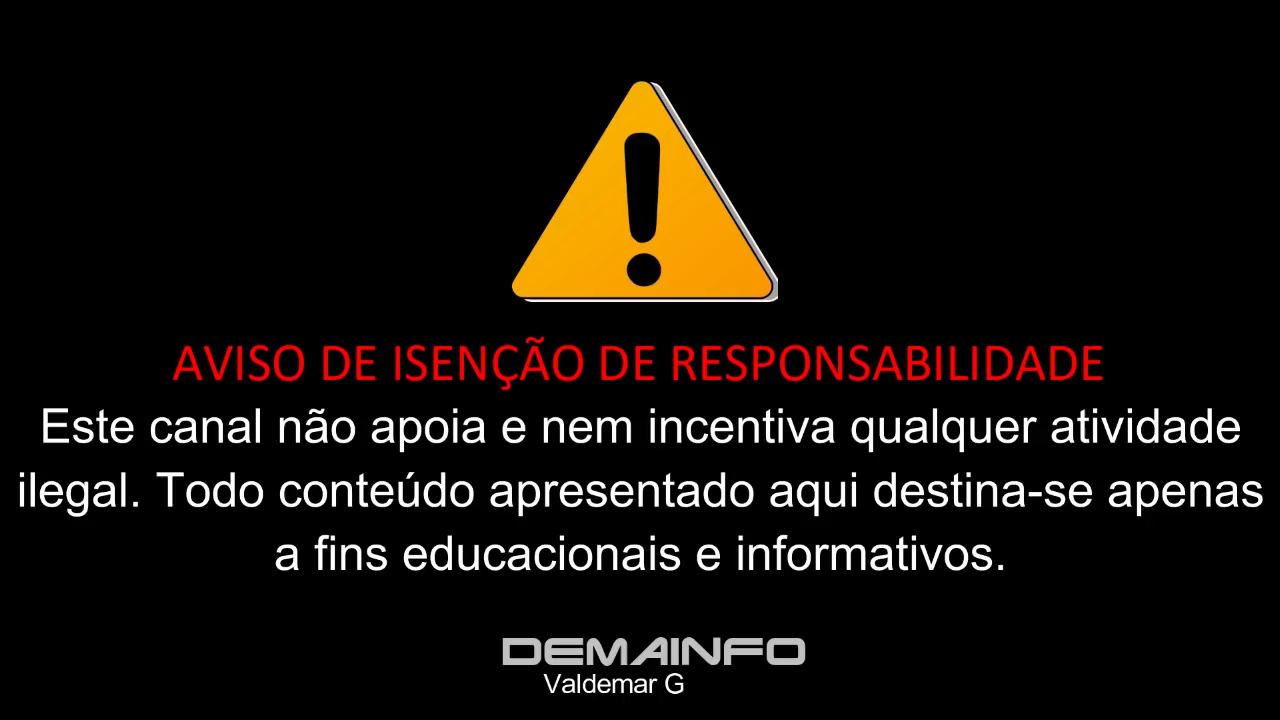 AVISO DE ISENÇÃO DE RESPONSABILIDADE
Este canal não apoia e nem incentiva qualquer atividade
ilegal. Todo conteúdo apresentado aqui destina-se apenas
a fins educacionais e informativos.
DEMAINFO
Valdemar G